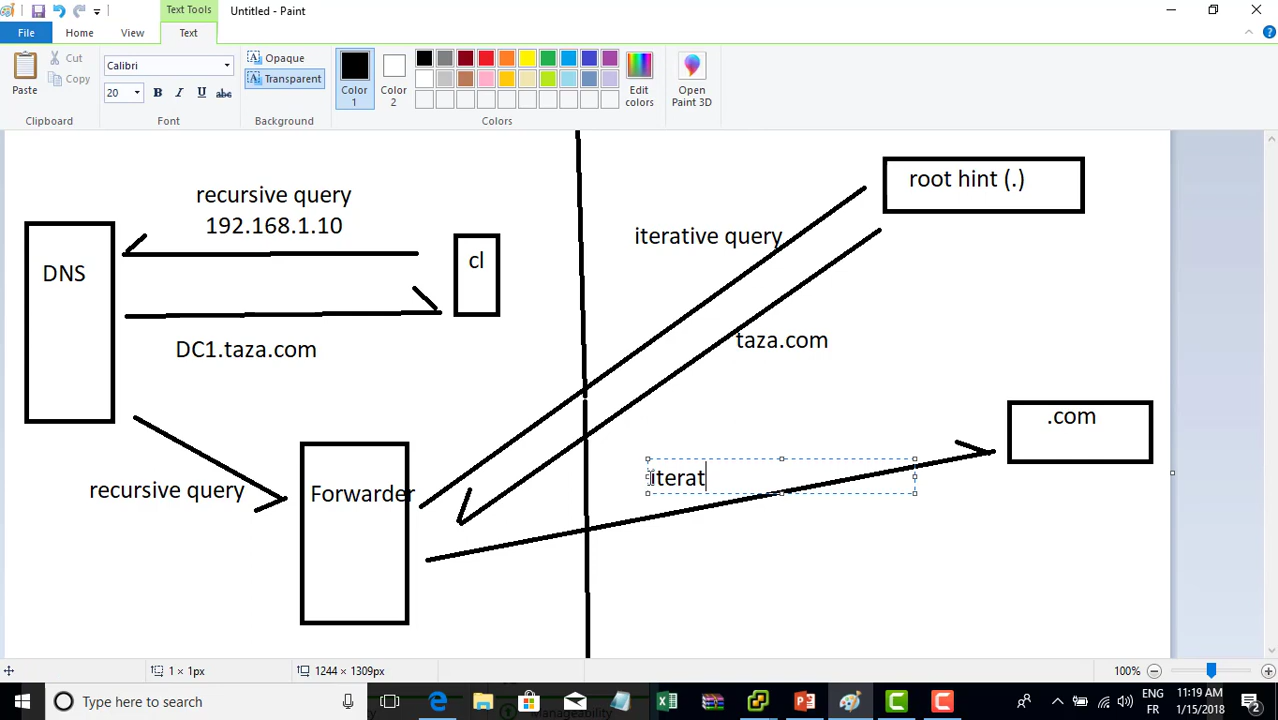 Text Tools
Untitled - Paint
File
Home
View
Text
Paste
Cut
Copy
Clipboard
Calibri
20
B
I
U
abc
Font
Opaque
Transparent
Background
Color 1
Color 2
Edit colors
Colors
Open Paint 3D
recursive query
192.168.1.10
DNS
cl
DC1.taza.com
recursive query
Forwarder
root hint (.)
iterative query
taza.com
.com
iterat
1 × 1px
1244 × 1309px
100%
Type here to search
Manageability
ENG
FR
11:19 AM
1/15/2018
2